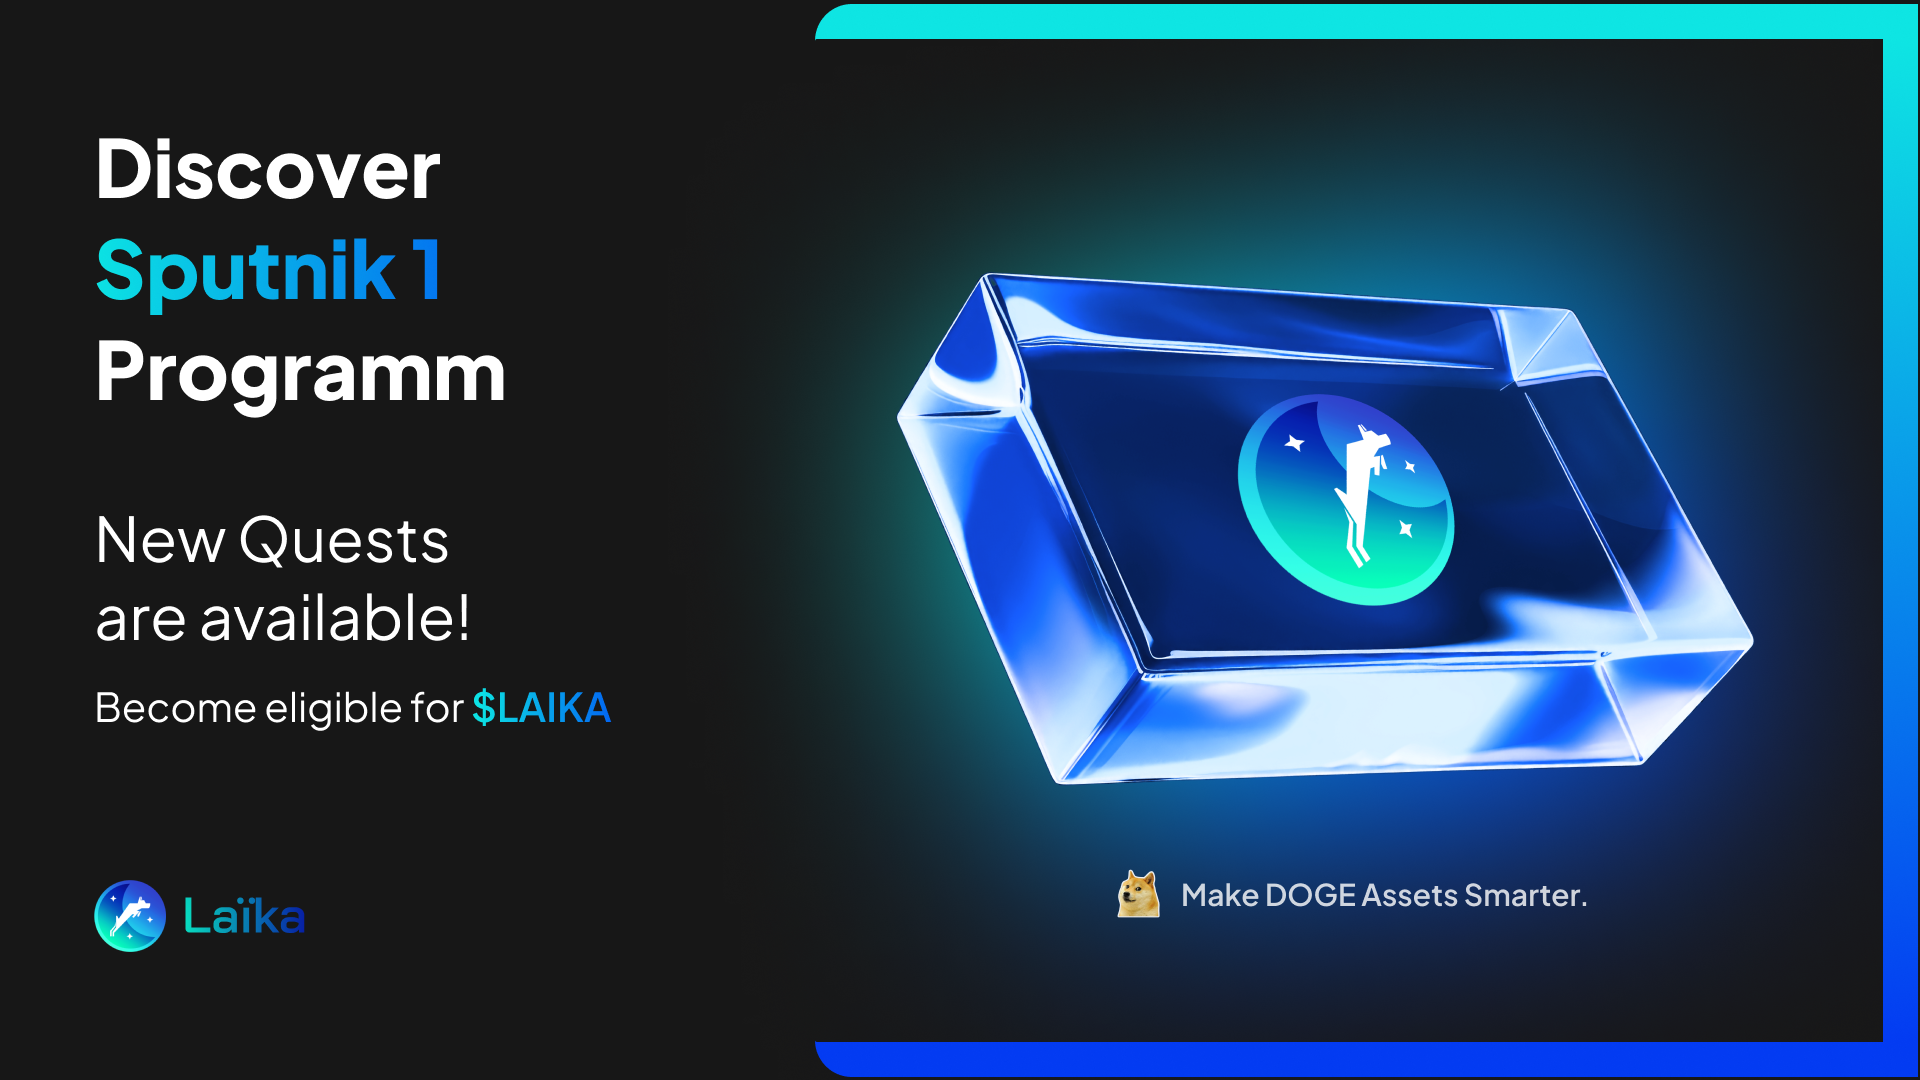 Discover
Sputnik 1
Programm
New Quests
are available!
Become eligible for $LAIKA
Laïka
Make DOGE Assets Smarter.